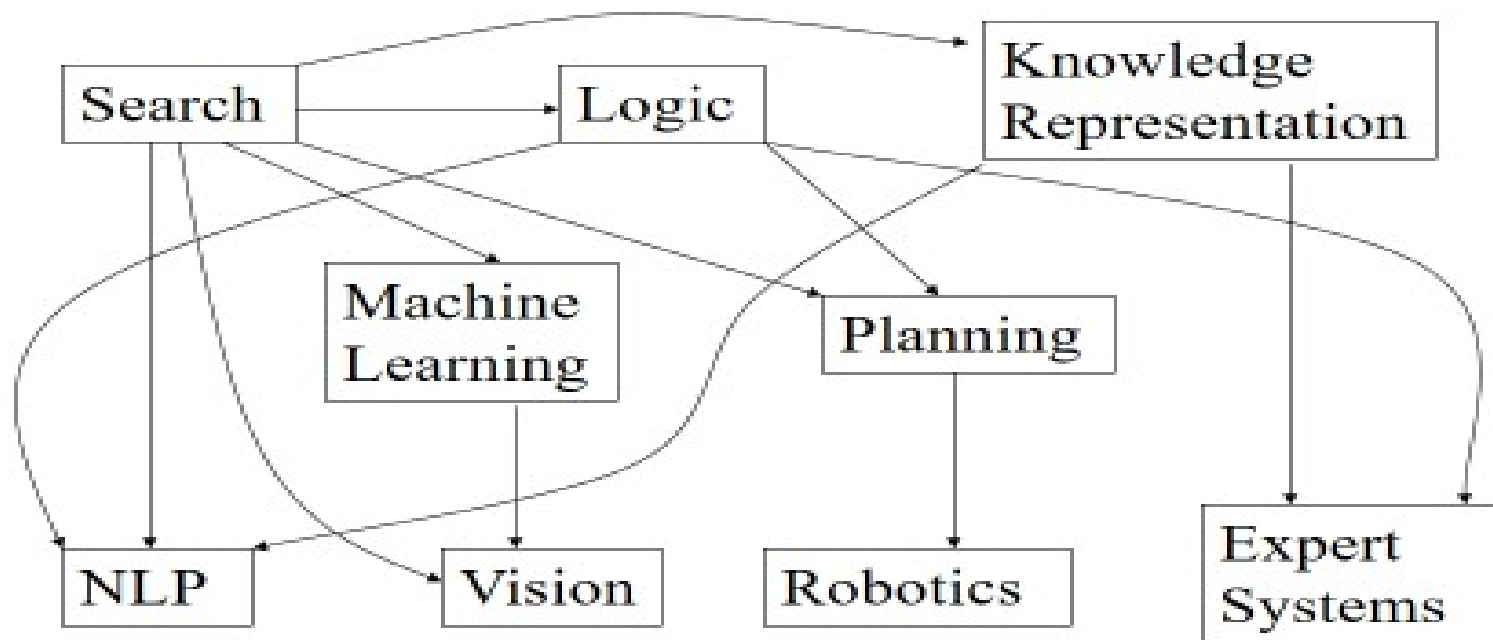 Search
Logic
Knowledge
Representation
Machine
Learning
Planning
NLP
Vision
Robotics
Expert
Systems